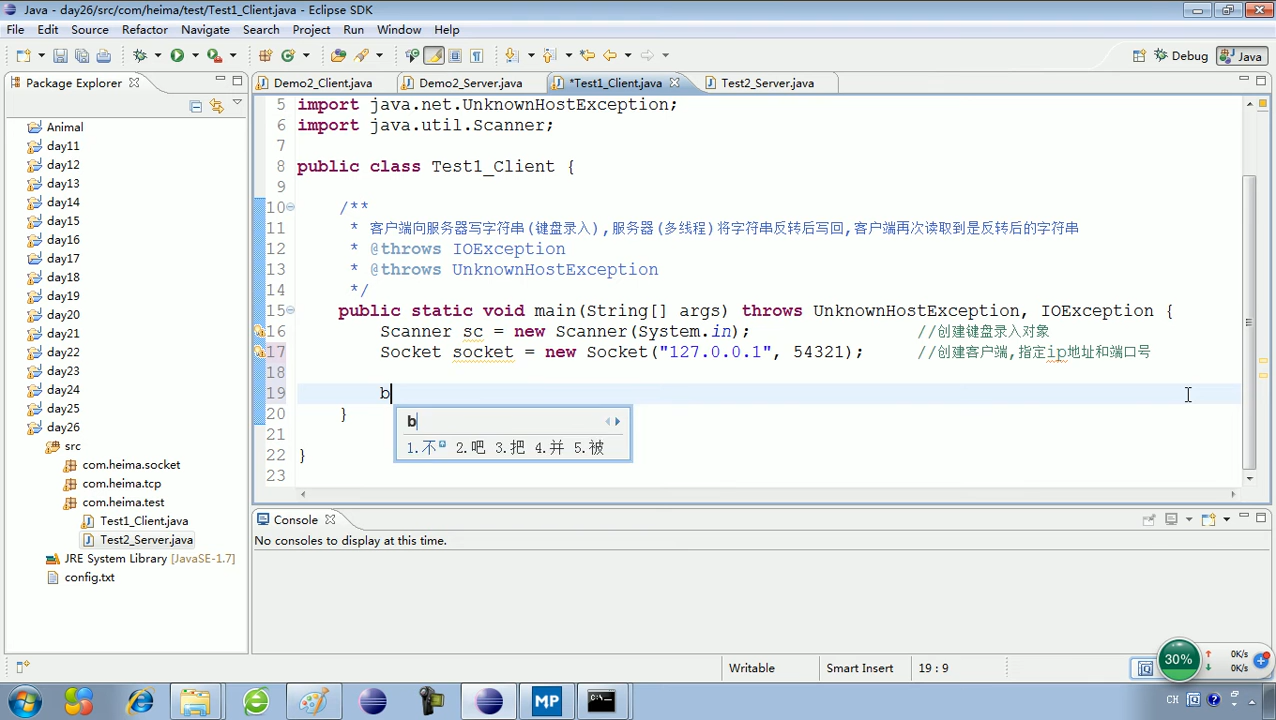 Java - day26/src/com/heima/test/Test1_Client.java - Eclipse SDK
File Edit Source Refactor Navigate Search Project Run Window Help
Debug Java
Package Explorer
Demo2_Client.java Demo2_Server.java *Test1_Client.java Test2_Server.java
Animal
day11
day12
day13
day14
day15
day16
day17
day18
day19
day20
day21
day22
day23
day24
day25
day26
src
com.heima.socket
com.heima.tcp
com.heima.test
Test1_Client.java
Test2_Server.java
JRE System Library [JavaSE-1.7]
config.txt
5 import java.net.UnknownHostException;
6 import java.util.Scanner;
7
8 public class Test1_Client {
9
10 /**
11 * 客户端向服务器写字符串(键盘录入),服务器(多线程)将字符串反转后写回,客户端再次读取到是反转后的字符串
12 * @throws IOException
13 * @throws UnknownHostException
14 */
15 public static void main(String[] args) throws UnknownHostException, IOException {
16 Scanner sc = new Scanner(System.in); //创建键盘录入对象
17 Socket socket = new Socket("127.0.0.1", 54321); //创建客户端,指定ip地址和端口号
18
19 b
20 }
21
22 }
23
b
1.不 2.吧 3.把 4.并 5.被
Console
No consoles to display at this time.
Writable Smart Insert 19 : 9
30% 0K/s
0K/s
MP CH